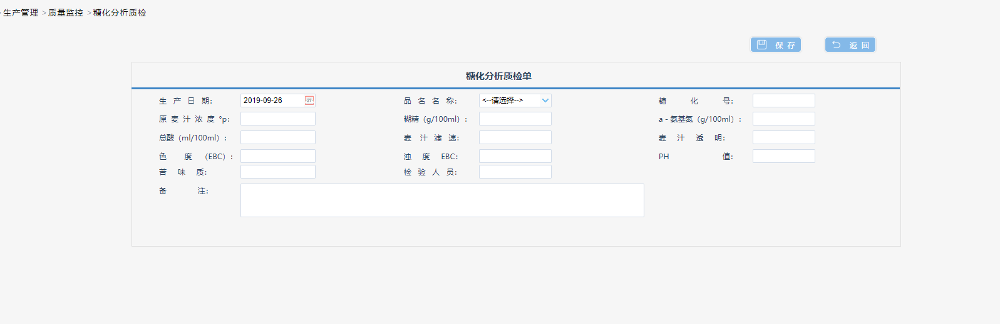 >生产管理 >质量监控 >糖化分析质检
保 存 返 回
糖化分析质检单
生 产 日 期： 2019-09-26 27 品 名 名 称： <--请选择--> 糖 化 号：
原 麦 汁 浓 度 °p： 糊精（g/100ml）： a - 氨基氮（g/100ml）：
总酸（ml/100ml）： 麦 汁 滤 速： 麦 汁 透 明：
色 度 （EBC）： 浊 度 EBC： PH 值：
苦 味 质： 检 验 人 员：
备 注：